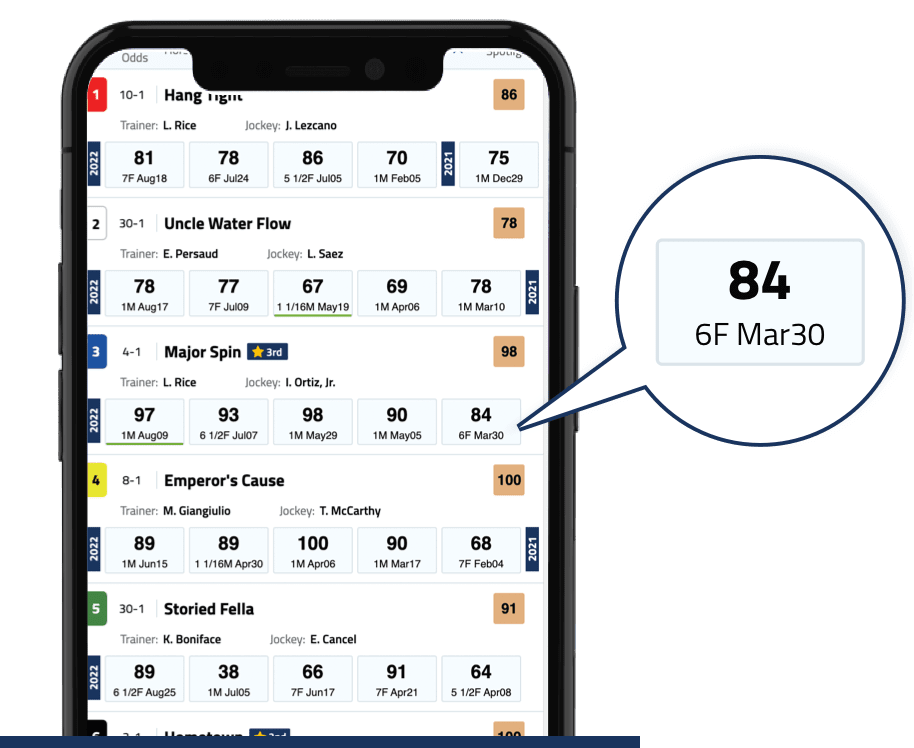 Odds
1 10-1 Hang Tight 86
Trainer: L. Rice Jockey: J. Lezcano
2022 81 78 86 70 2021 75
7F Aug18 6F Jul24 5 1/2F Jul05 1M Feb05 1M Dec29
2 30-1 Uncle Water Flow 78
Trainer: E. Persaud Jockey: L. Saez
2022 78 77 67 69 78 2021
1M Aug17 7F Jul09 1 1/16M May19 1M Apr06 1M Mar10
3 4-1 Major Spin 3rd 98
Trainer: L. Rice Jockey: I. Ortiz, Jr.
2022 97 93 98 90 84
1M Aug09 6 1/2F Jul07 1M May29 1M May05 6F Mar30
4 8-1 Emperor's Cause 100
Trainer: M. Giangiulio Jockey: T. McCarthy
2022 89 89 100 90 68 2021
1M Jun15 1 1/16M Apr30 1M Apr06 1M Mar17 7F Feb04
5 30-1 Storied Fella 91
Trainer: K. Boniface Jockey: E. Cancel
2022 89 38 66 91 64
6 1/2F Aug25 1M Jul05 7F Jun17 7F Apr21 5 1/2F Apr08
Hometown 3rd 100
84
6F Mar30